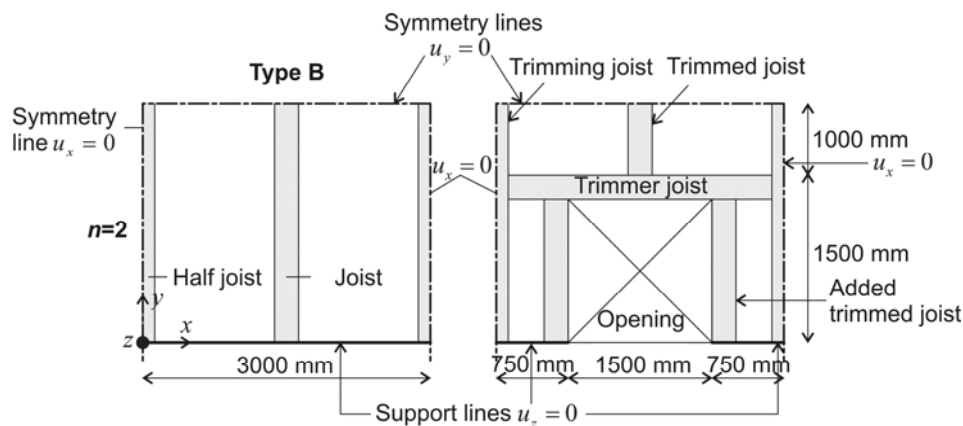 Symmetry lines
u_y = 0
Type B
Trimming joist
Trimmed joist
Symmetry
line u_x = 0
u_x = 0
1000 mm
u_x = 0
Trimmer joist
n=2
1500 mm
Half joist
Joist
Added
trimmed joist
Opening
y
z
x
3000 mm
750 mm
1500 mm
750 mm
Support lines u_z = 0